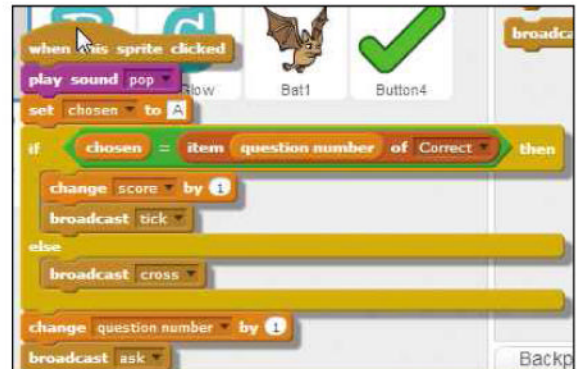 when this sprite clicked
broadca
play sound pop
Glow
Bat1
Button4
set chosen to A
if chosen = item question number of Correct then
change score by 1
broadcast tick
else
broadcast cross
change question number by 1
broadcast ask
Backp